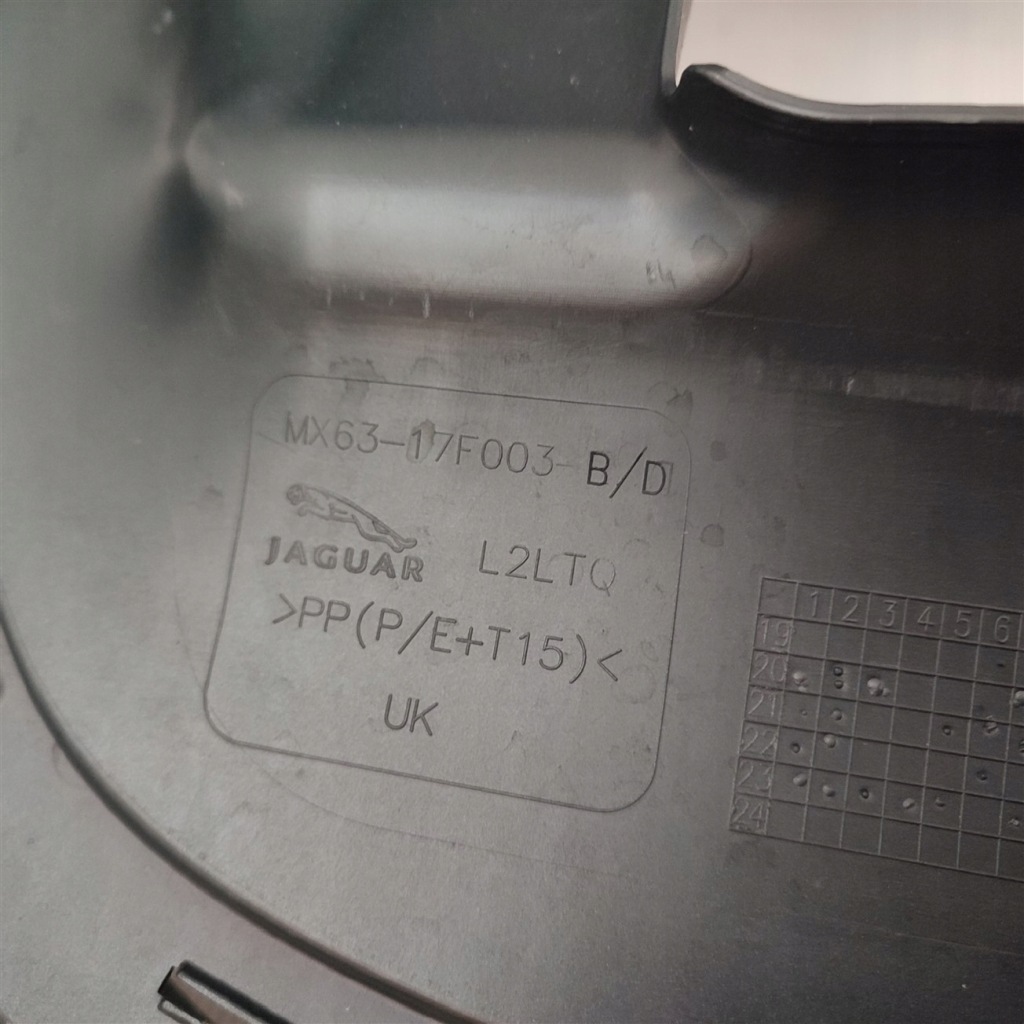 MX63-17F003-B/D
JAGUAR L2LTQ
>PP(P/E+T15)<
UK
1 2 3 4 5 6
19
20
21
22
23
24